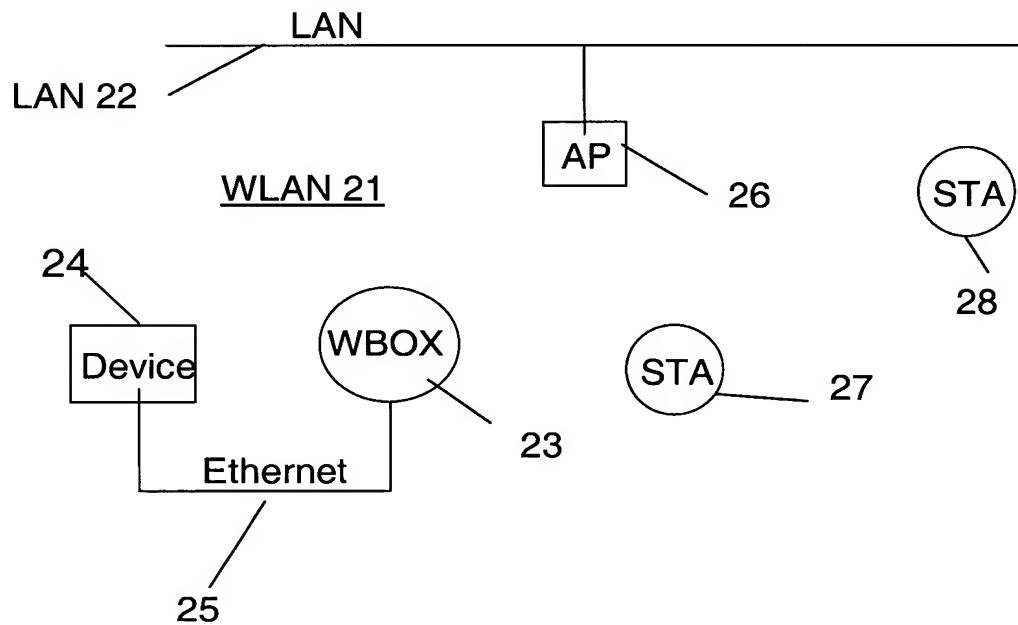 LAN
LAN 22
AP
WLAN 21
26
STA
24
28
WBOX
Device
STA
27
23
Ethernet
25